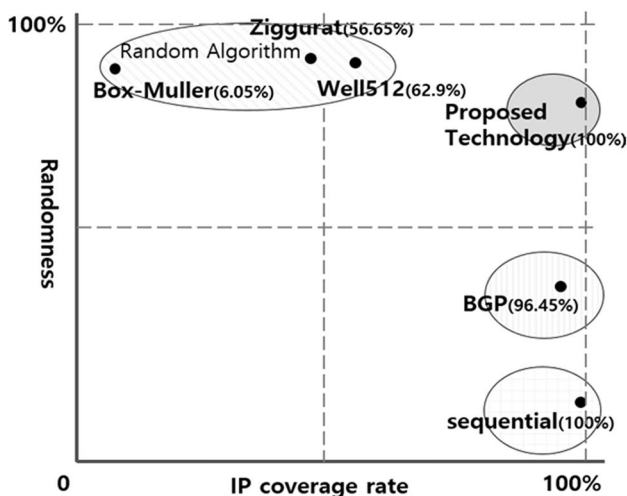 100%
Ziggurat(56.65%)
Random Algorithm
Box-Muller(6.05%)
Well512(62.9%)
Proposed
Technology(100%)
Randomness
BGP(96.45%)
sequential(100%)
0
IP coverage rate
100%